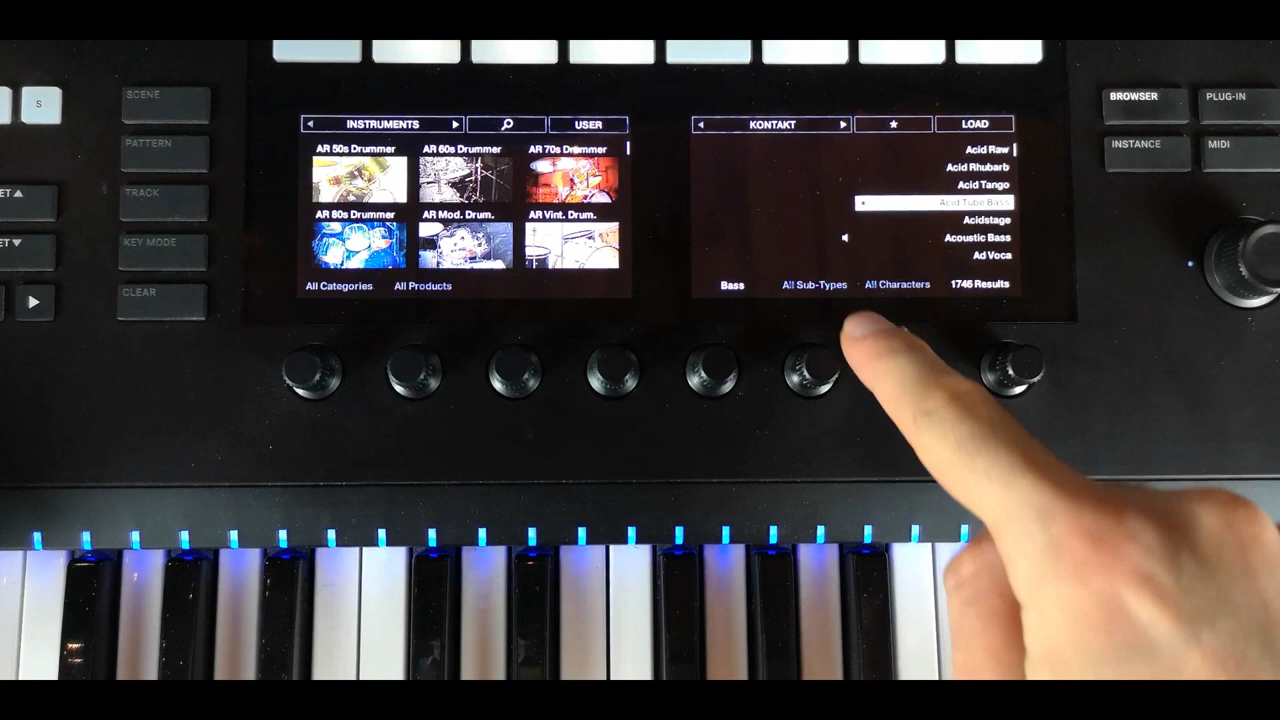 S
SCENE
PATTERN
TRACK
KEY MODE
CLEAR
ET▲
ET▼
INSTRUMENTS
USER
AR 50s Drummer
AR 60s Drummer
AR 70s Drummer
AR 80s Drummer
AR Mod. Drum.
AR Vint. Drum.
All Categories
All Products
KONTAKT
LOAD
Acid Raw
Acid Rhubarb
Acid Tango
Acid Tube Bass
Acidstage
Acoustic Bass
Ad Voca
Bass
All Sub-Types
All Characters
1746 Results
BROWSER
PLUG-IN
INSTANCE
MIDI